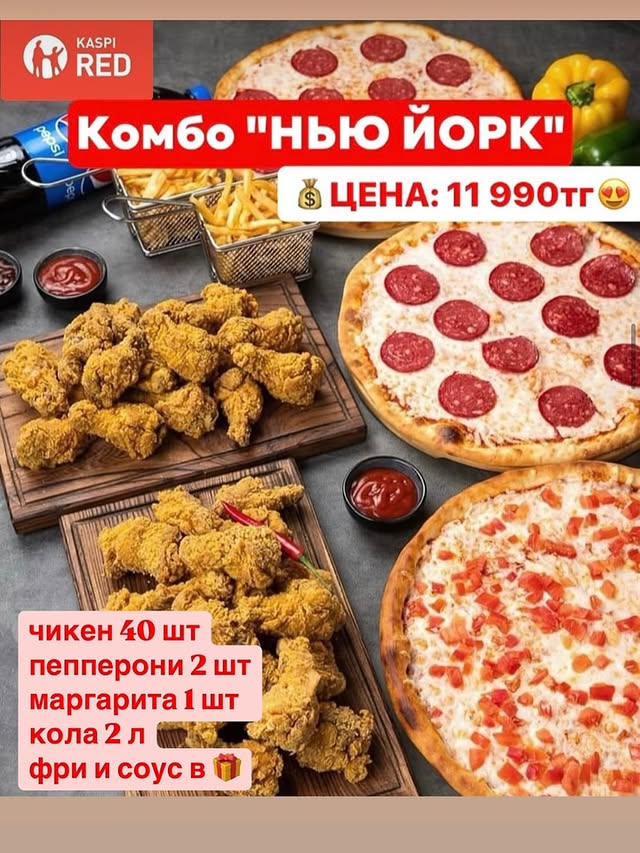 KASPI
RED
Комбо "НЬЮ ЙОРК"
💰ЦЕНА: 11 990тг😍
pepsi
чикен 40 шт
пепперони 2 шт
маргарита 1 шт
кола 2 л
фри и соус в 🎁